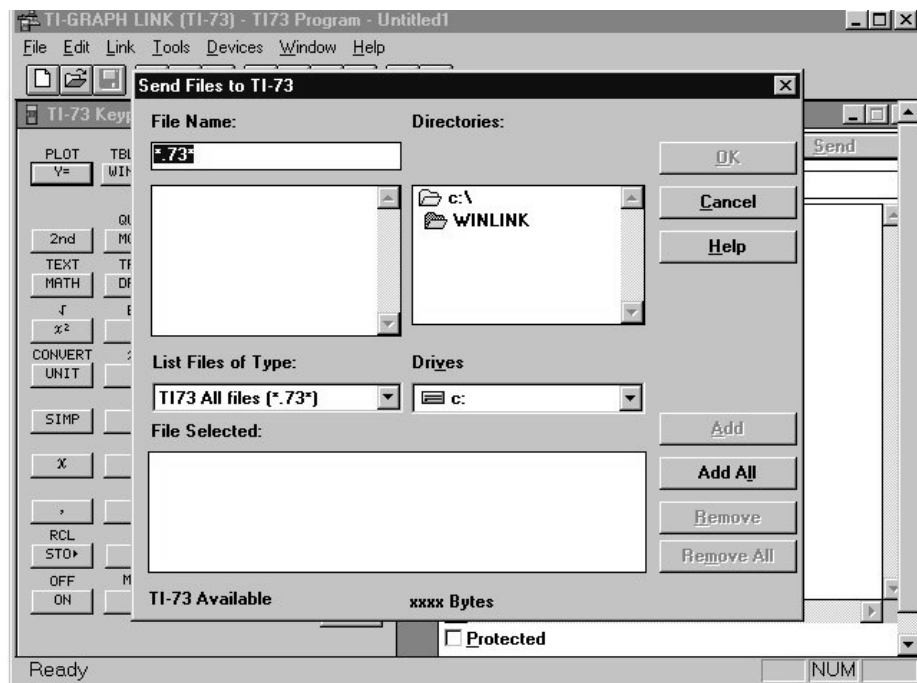 TI-GRAPH LINK (TI-73) - TI73 Program - Untitled1
File Edit Link Tools Devices Window Help
Send Files to TI-73
TI-73
File Name:
Directories:
*.73*
OK
Send
c:\
WINLINK
Cancel
Help
PLOT
Y=
2nd
TEXT
MATH
√
x²
CONVERT
UNIT
SIMP
x
,
RCL
STO▸
OFF
ON
List Files of Type:
Drives
TI73 All files (*.73*)
c:
File Selected:
Add
Add All
Remove
Remove All
TI-73 Available
xxxx Bytes
Protected
Ready
NUM